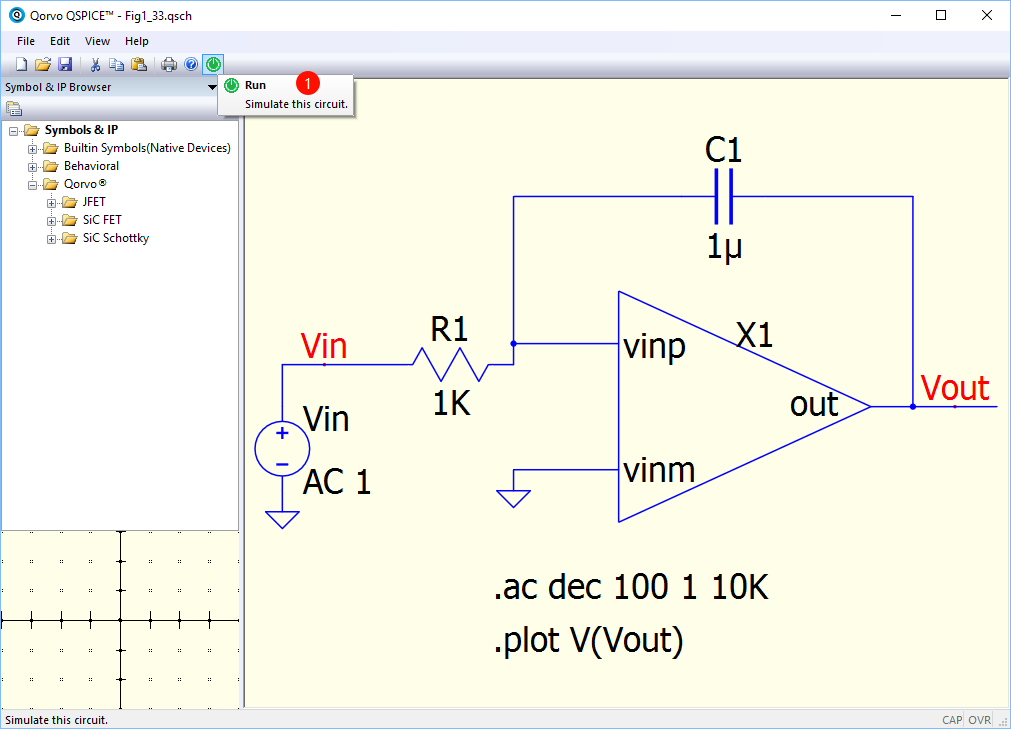 Qorvo QSPICE™ - Fig1_33.qsch
File Edit View Help
Symbol & IP Browser
Run
1
Simulate this circuit.
Symbols & IP
Builtin Symbols(Native Devices)
Behavioral
Qorvo®
JFET
SiC FET
SiC Schottky
C1
1µ
R1
1K
Vin
Vin
AC 1
vinp
X1
out
vinm
Vout
.ac dec 100 1 10K
.plot V(Vout)
Simulate this circuit.
CAP OVR